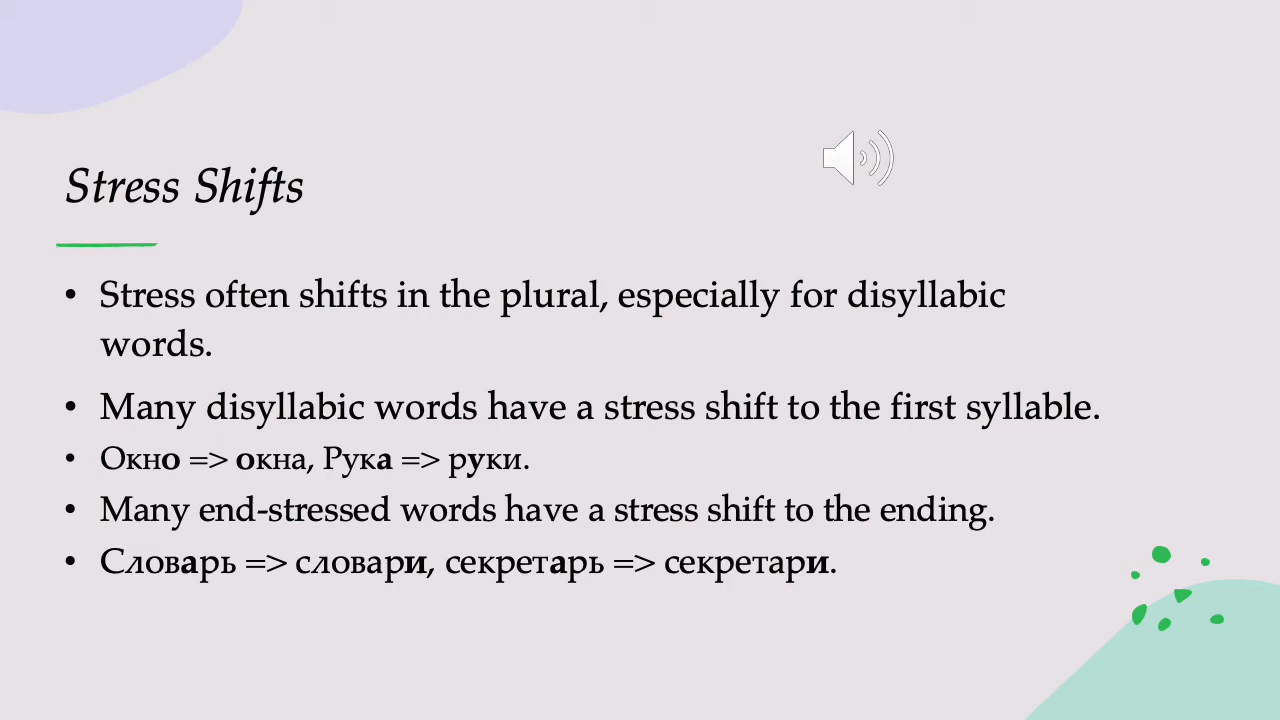 Stress Shifts
• Stress often shifts in the plural, especially for disyllabic
words.
• Many disyllabic words have a stress shift to the first syllable.
• Окно => окна, Рука => руки.
• Many end-stressed words have a stress shift to the ending.
• Словарь => словари, секретарь => секретари.